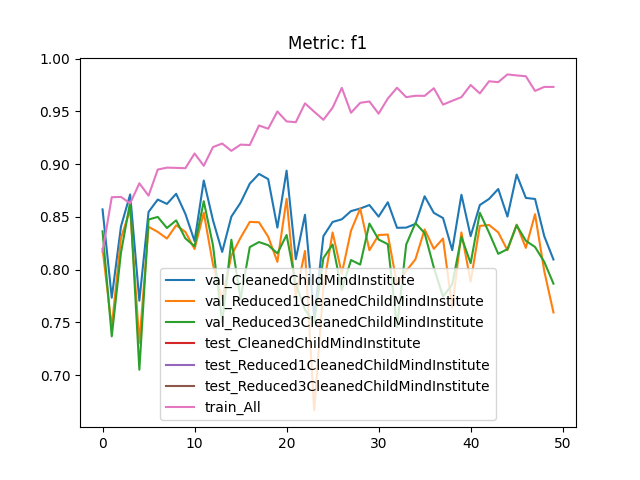 Metric: f1
1.00
0.95
0.90
0.85
0.80
0.75
0.70
val_CleanedChildMindInstitute
val_Reduced1CleanedChildMindInstitute
val_Reduced3CleanedChildMindInstitute
test_CleanedChildMindInstitute
test_Reduced1CleanedChildMindInstitute
test_Reduced3CleanedChildMindInstitute
train_All
0 10 20 30 40 50